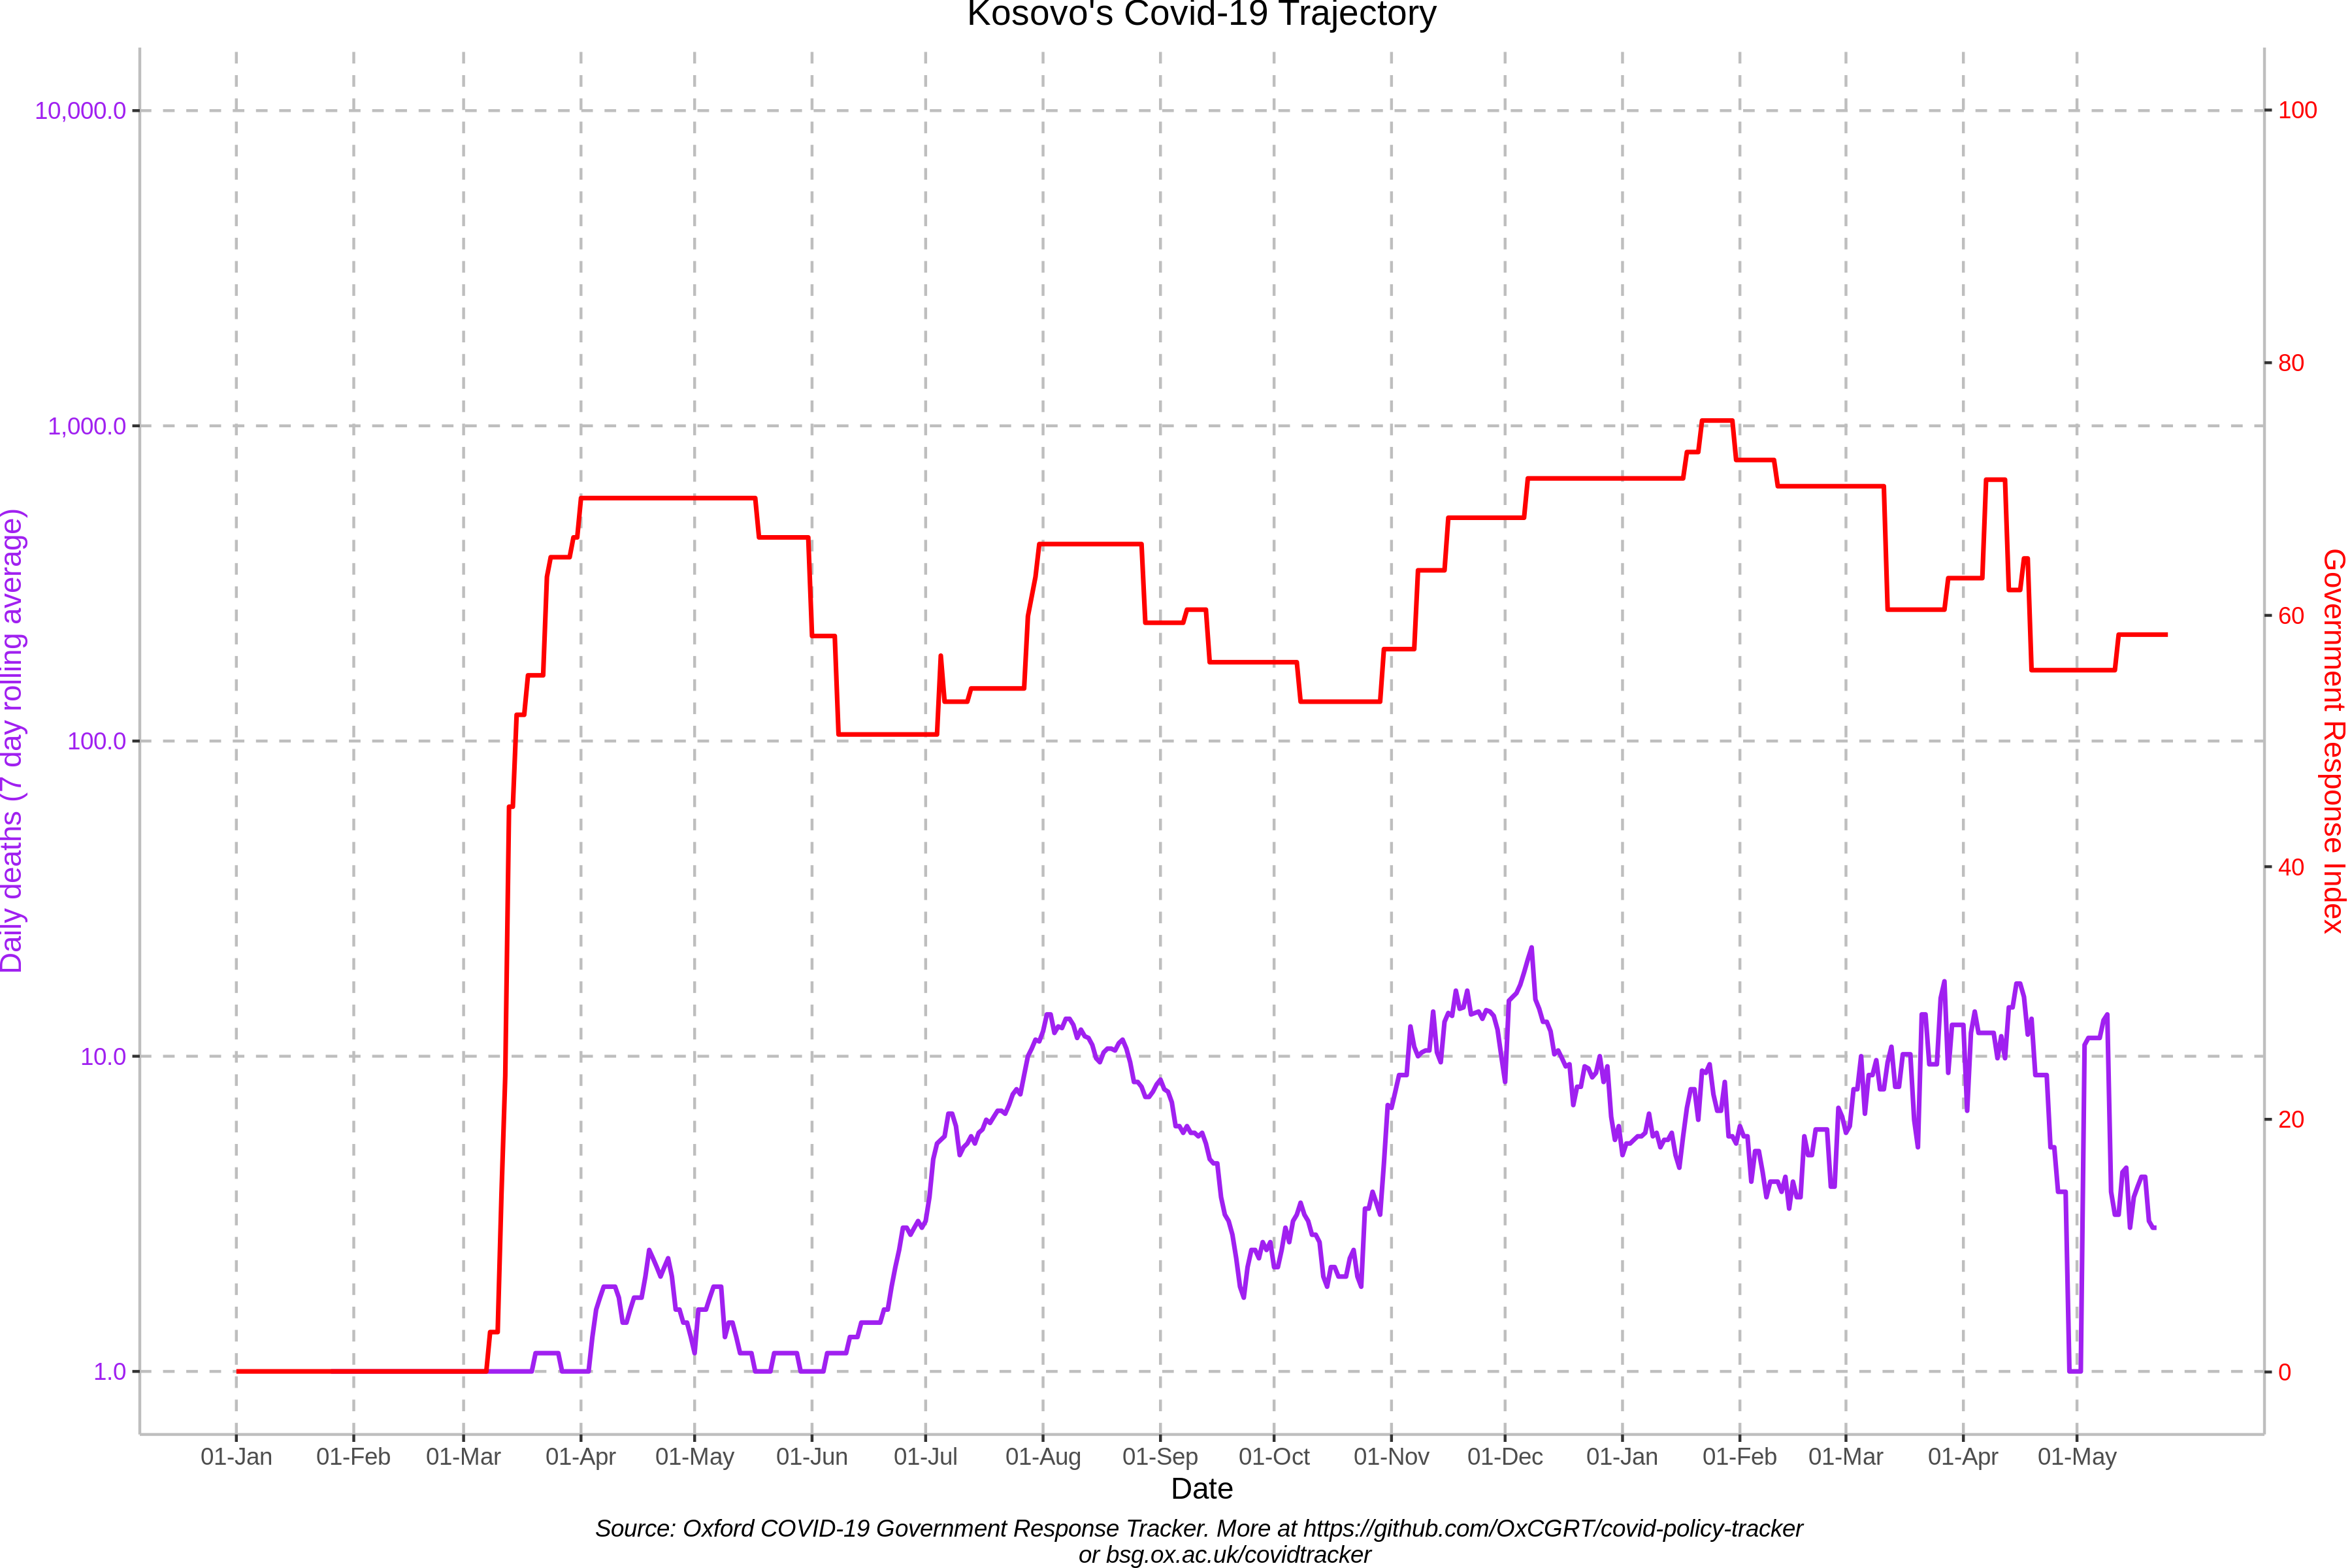 Kosovo's Covid-19 Trajectory
10,000.0
1,000.0
100.0
10.0
1.0
Daily deaths (7 day rolling average)
100
80
60
40
20
0
Government Response Index
01-Jan 01-Feb 01-Mar 01-Apr 01-May 01-Jun 01-Jul 01-Aug 01-Sep 01-Oct 01-Nov 01-Dec 01-Jan 01-Feb 01-Mar 01-Apr 01-May
Date
Source: Oxford COVID-19 Government Response Tracker. More at https://github.com/OxCGRT/covid-policy-tracker
or bsg.ox.ac.uk/covidtracker